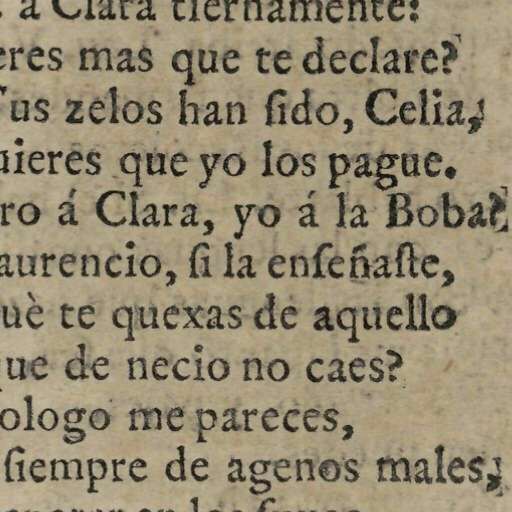 á Clara tiernamente:
eres mas que te declare?
us zelos han ſido, Celia,
uieres que yo los pague.
ro á Clara, yo á la Boba?
aurencio, ſi la enſeñaſte,
uè te quexas de aquello
que de necio no caes?
ologo me pareces,
ſiempre de agenos males,